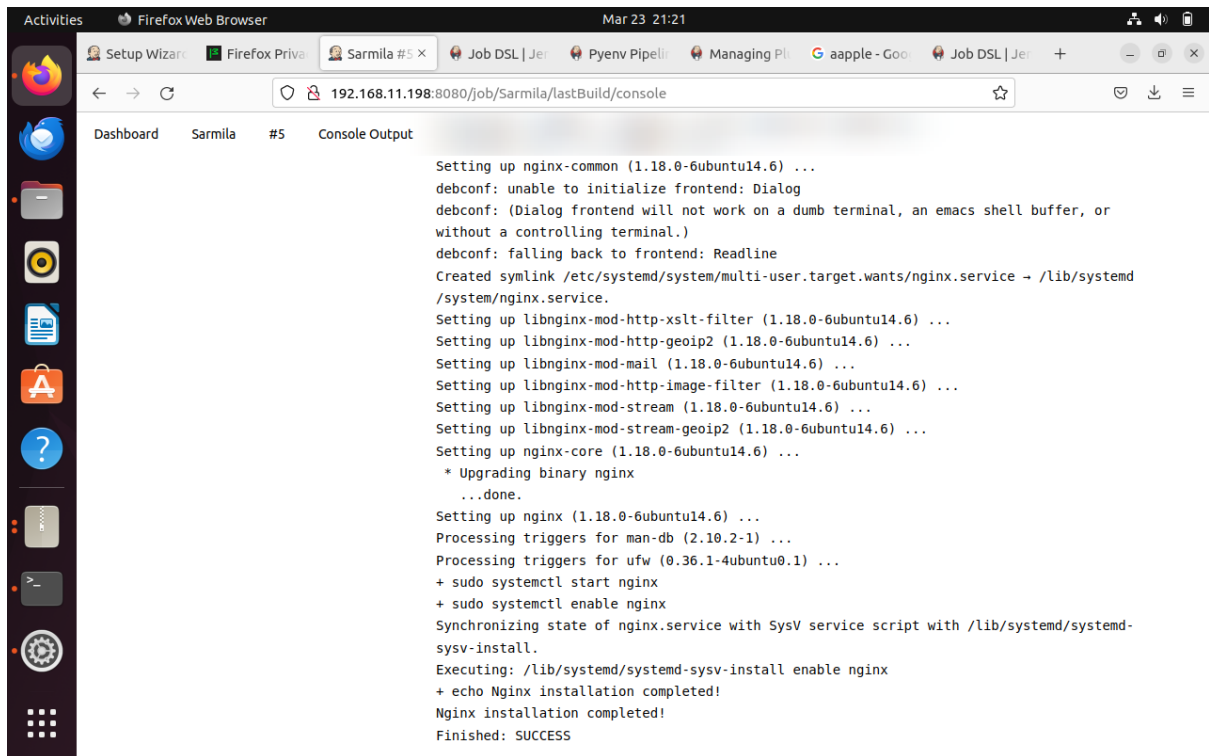 Activities
Firefox Web Browser
Mar 23 21:21
Setup Wizard
Firefox Priva
Sarmila #5
Job DSL | Jen
Pyenv Pipelin
Managing Plu
aapple - Goo
Job DSL | Jen
192.168.11.198:8080/job/Sarmila/lastBuild/console
Dashboard Sarmila #5 Console Output
Setting up nginx-common (1.18.0-6ubuntu14.6) ...
debconf: unable to initialize frontend: Dialog
debconf: (Dialog frontend will not work on a dumb terminal, an emacs shell buffer, or
without a controlling terminal.)
debconf: falling back to frontend: Readline
Created symlink /etc/systemd/system/multi-user.target.wants/nginx.service → /lib/systemd
/system/nginx.service.
Setting up libnginx-mod-http-xslt-filter (1.18.0-6ubuntu14.6) ...
Setting up libnginx-mod-http-geoip2 (1.18.0-6ubuntu14.6) ...
Setting up libnginx-mod-mail (1.18.0-6ubuntu14.6) ...
Setting up libnginx-mod-http-image-filter (1.18.0-6ubuntu14.6) ...
Setting up libnginx-mod-stream (1.18.0-6ubuntu14.6) ...
Setting up libnginx-mod-stream-geoip2 (1.18.0-6ubuntu14.6) ...
Setting up nginx-core (1.18.0-6ubuntu14.6) ...
* Upgrading binary nginx
...done.
Setting up nginx (1.18.0-6ubuntu14.6) ...
Processing triggers for man-db (2.10.2-1) ...
Processing triggers for ufw (0.36.1-4ubuntu0.1) ...
+ sudo systemctl start nginx
+ sudo systemctl enable nginx
Synchronizing state of nginx.service with SysV service script with /lib/systemd/systemd-
sysv-install.
Executing: /lib/systemd/systemd-sysv-install enable nginx
+ echo Nginx installation completed!
Nginx installation completed!
Finished: SUCCESS